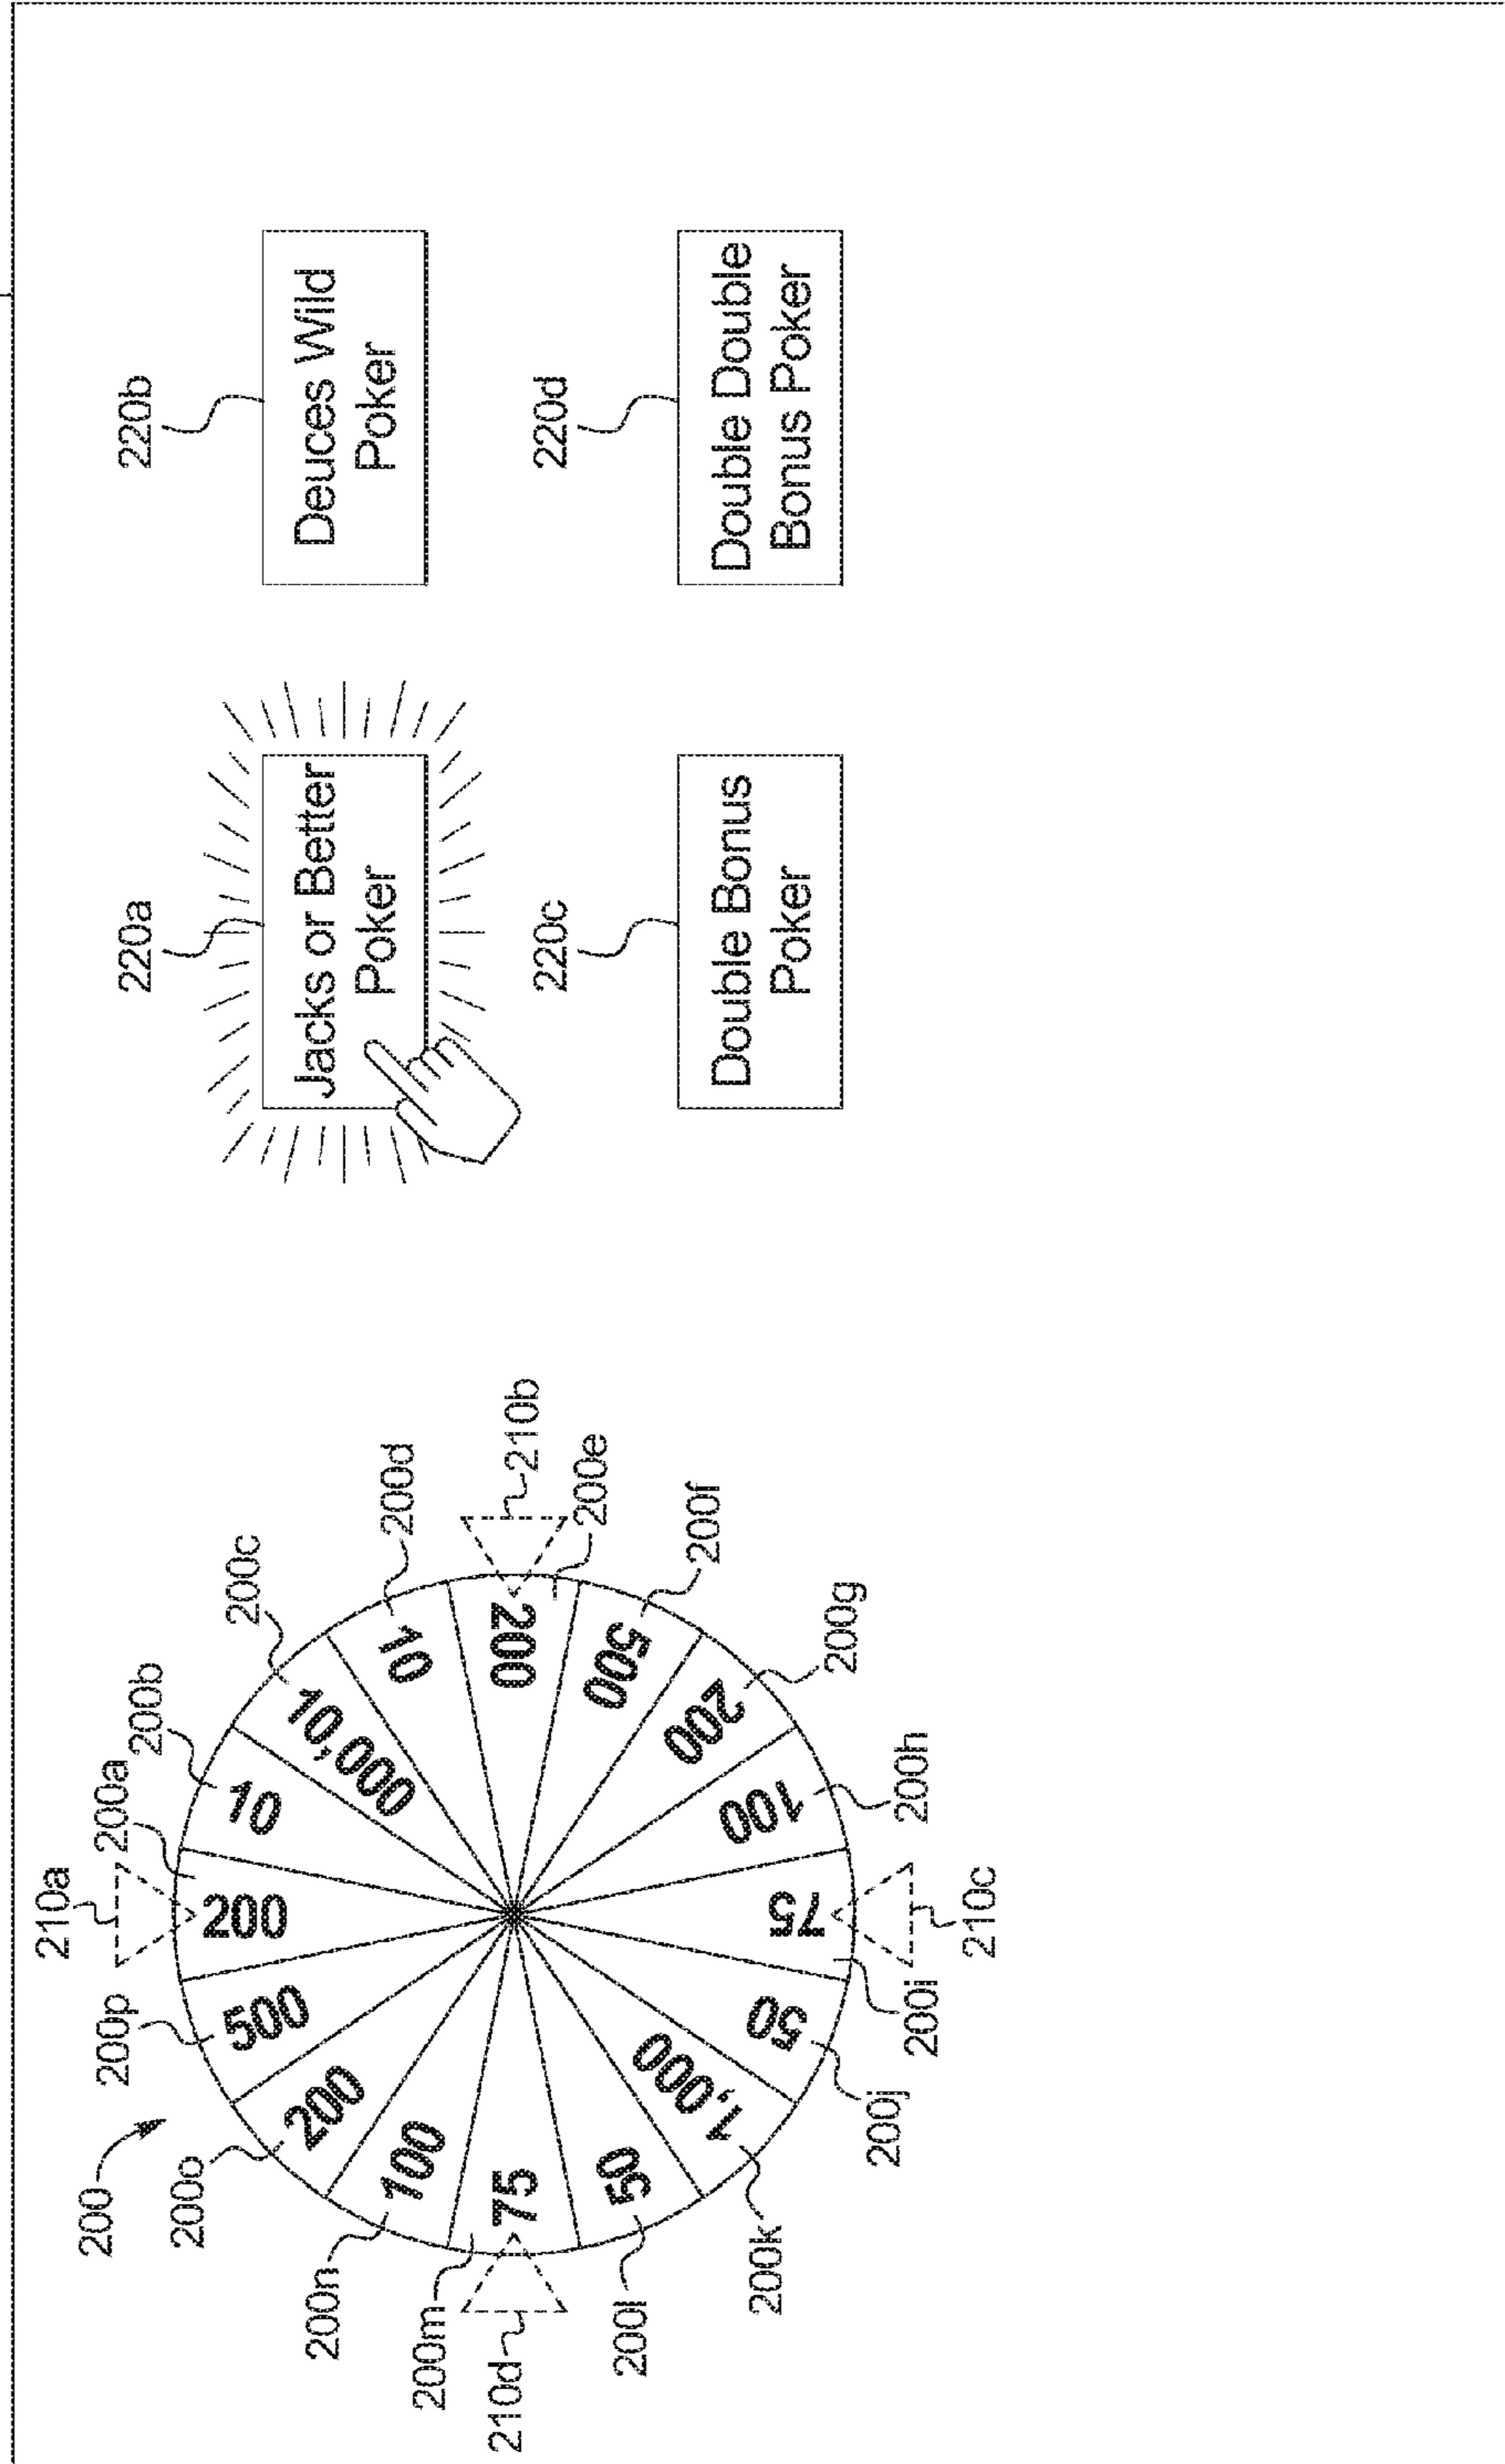 200
210a
200p
200a
200b
200o
200c
200n
200d
200m
210d
210b
200e
200l
200f
200k
200g
200j
200h
200i
210c
200
10
10,000
10
200
500
200
100
75
50
1,000
50
75
100
200
500
220a
Jacks or Better
Poker
220b
Deuces Wild
Poker
220c
Double Bonus
Poker
220d
Double Double
Bonus Poker